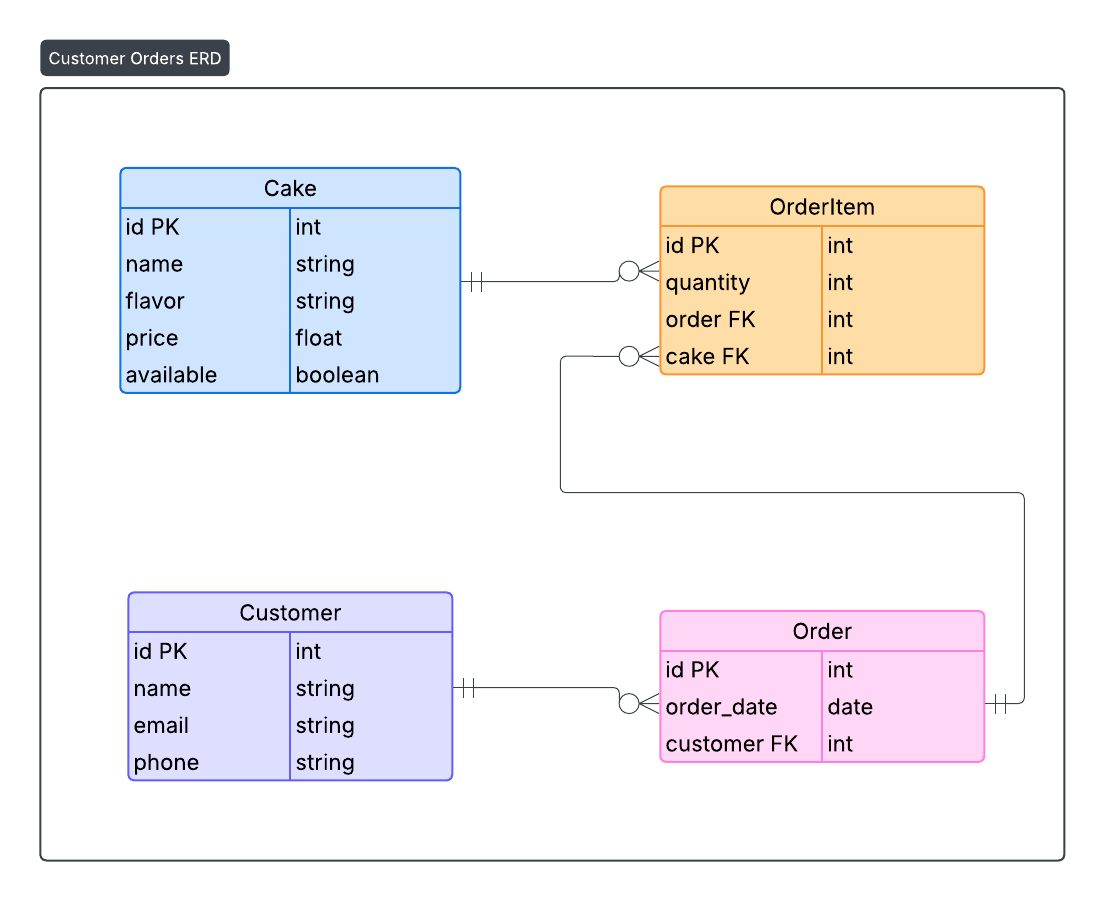 Customer Orders ERD
Cake
id PK int
name string
flavor string
price float
available boolean
OrderItem
id PK int
quantity int
order FK int
cake FK int
Customer
id PK int
name string
email string
phone string
Order
id PK int
order_date date
customer FK int